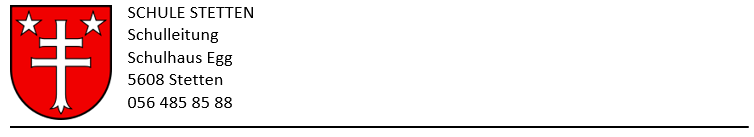 SCHULE STETTEN
Schulleitung
Schulhaus Egg
5608 Stetten
056 485 85 88